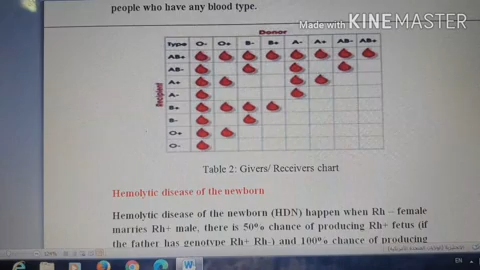 people who have any blood type.
Made with KINEMASTER
Donor
Type O- O+ B- B+ A- A+ AB- AB+
Recipient
AB+
AB-
A+
A-
B+
B-
O+
O-
Table 2: Givers/ Receivers chart
Hemolytic disease of the newborn
Hemolytic disease of the newborn (HDN) happen when Rh – female
marries Rh+ male, there is 50% chance of producing Rh+ fetus (if
the father has genotype Rh+ Rh-) and 100% chance of producing
EN